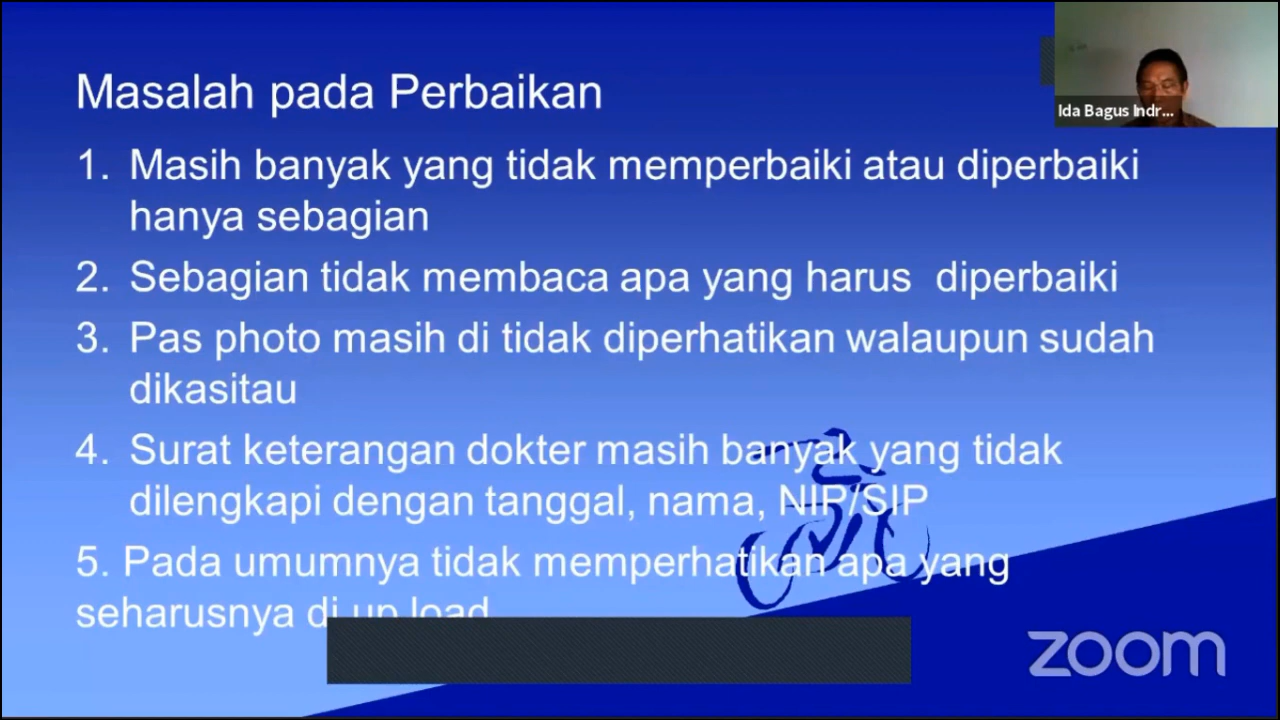 Masalah pada Perbaikan
Ida Bagus Indr...
1. Masih banyak yang tidak memperbaiki atau diperbaiki
hanya sebagian
2. Sebagian tidak membaca apa yang harus  diperbaiki
3. Pas photo masih di tidak diperhatikan walaupun sudah
dikasitau
4. Surat keterangan dokter masih banyak yang tidak
dilengkapi dengan tanggal, nama, NIP/SIP
5. Pada umumnya tidak memperhatikan apa yang
seharusnya di up load
zoom